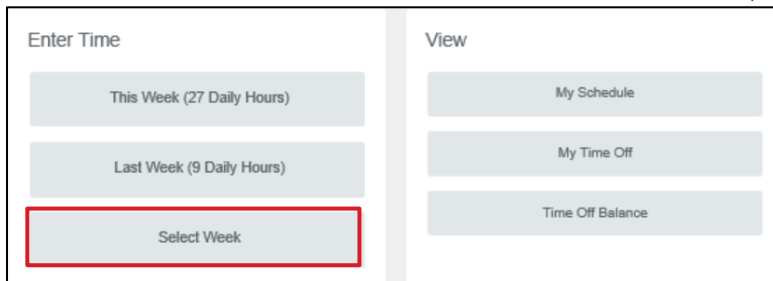 Enter Time
This Week (27 Daily Hours)
Last Week (9 Daily Hours)
Select Week
View
My Schedule
My Time Off
Time Off Balance